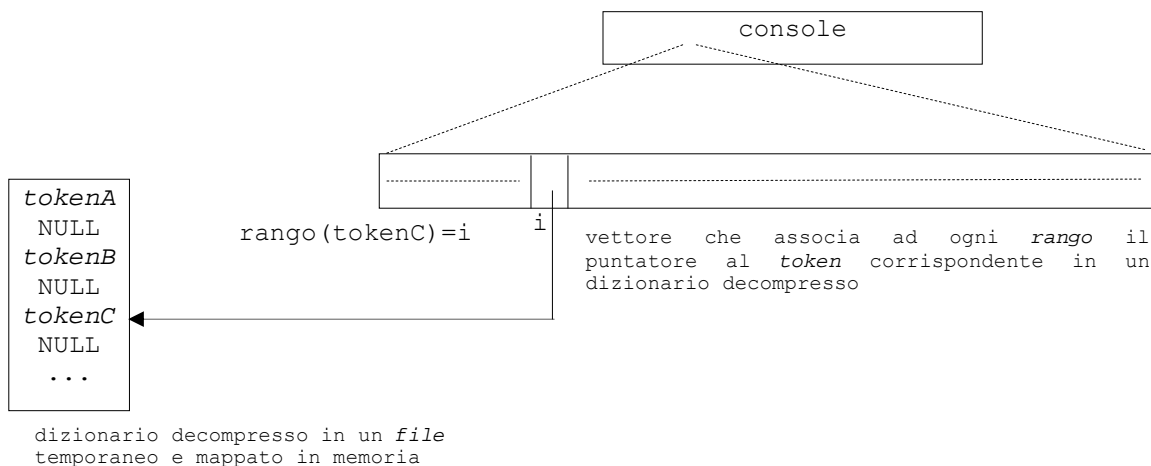 console
tokenA
NULL
tokenB
NULL
tokenC
NULL
...
rango(tokenC)=i
i
vettore che associa ad ogni rango il
puntatore al token corrispondente in un
dizionario decompresso
dizionario decompresso in un file
temporaneo e mappato in memoria